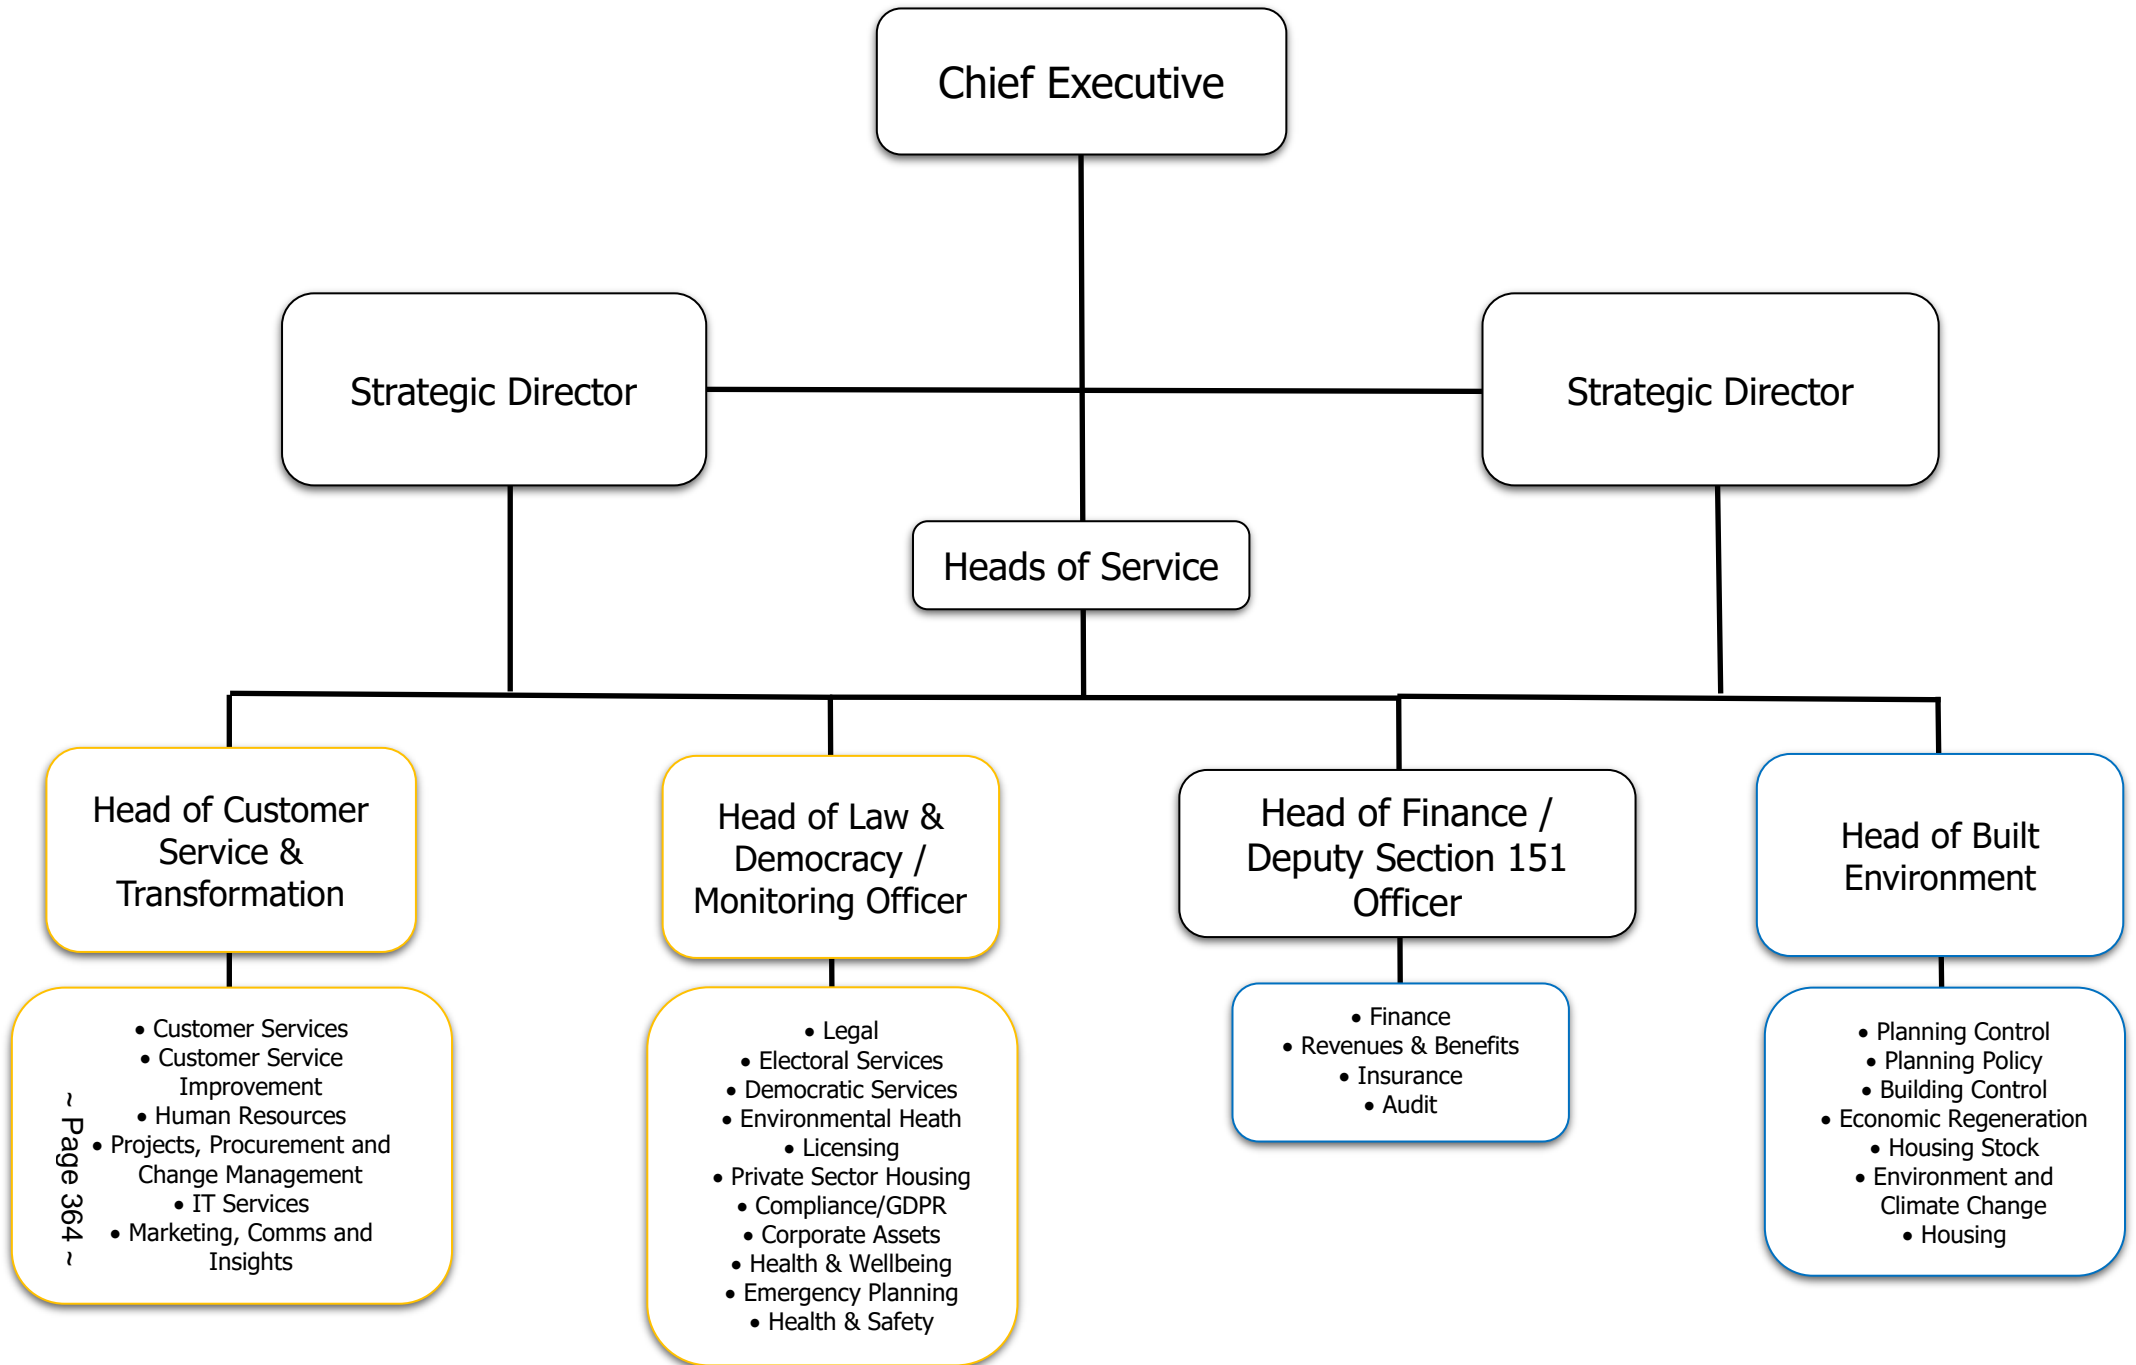 Chief Executive
Strategic Director
Strategic Director
Heads of Service
Head of Customer
Service &
Transformation
Head of Law &
Democracy /
Monitoring Officer
Head of Finance /
Deputy Section 151
Officer
Head of Built
Environment
• Customer Services
• Customer Service
Improvement
• Human Resources
• Projects, Procurement and
Change Management
• IT Services
• Marketing, Comms and
Insights
~ Page 364 ~
• Legal
• Electoral Services
• Democratic Services
• Environmental Heath
• Licensing
• Private Sector Housing
• Compliance/GDPR
• Corporate Assets
• Health & Wellbeing
• Emergency Planning
• Health & Safety
• Finance
• Revenues & Benefits
• Insurance
• Audit
• Planning Control
• Planning Policy
• Building Control
• Economic Regeneration
• Housing Stock
• Environment and
Climate Change
• Housing